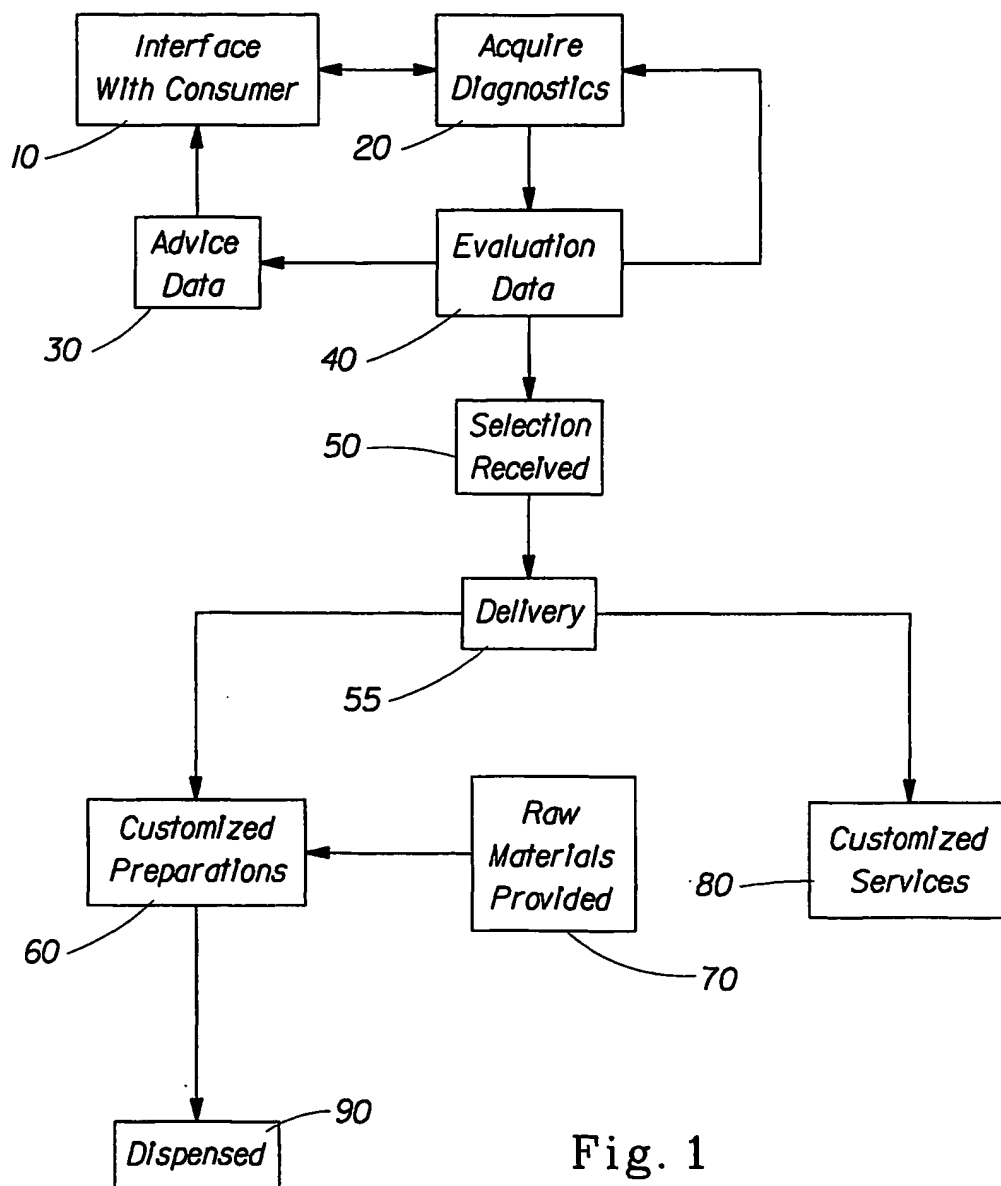 Interface
With Consumer
10
Acquire
Diagnostics
20
Advice
Data
30
Evaluation
Data
40
Selection
Received
50
Delivery
55
Customized
Preparations
60
Raw
Materials
Provided
70
Customized
Services
80
Dispensed
90
Fig. 1